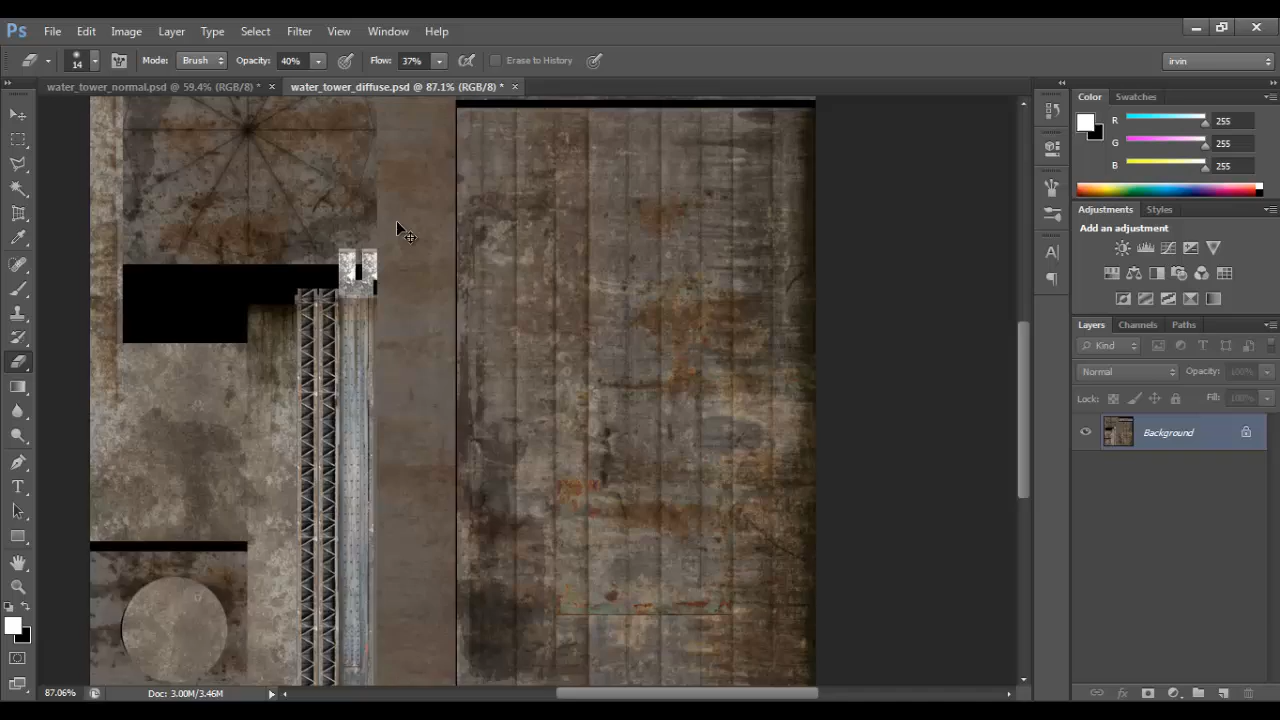 Ps File Edit Image Layer Type Select Filter View Window Help
14 Mode: Brush Opacity: 40% Flow: 37% Erase to History irvin
water_tower_normal.psd @ 59.4% (RGB/8) * × water_tower_diffuse.psd @ 87.1% (RGB/8) * ×
Color Swatches
R 255
G 255
B 255
Adjustments Styles
Add an adjustment
Layers Channels Paths
Kind
Normal Opacity: 100%
Lock: Fill: 100%
Background
87.06% Doc: 3.00M/3.46M